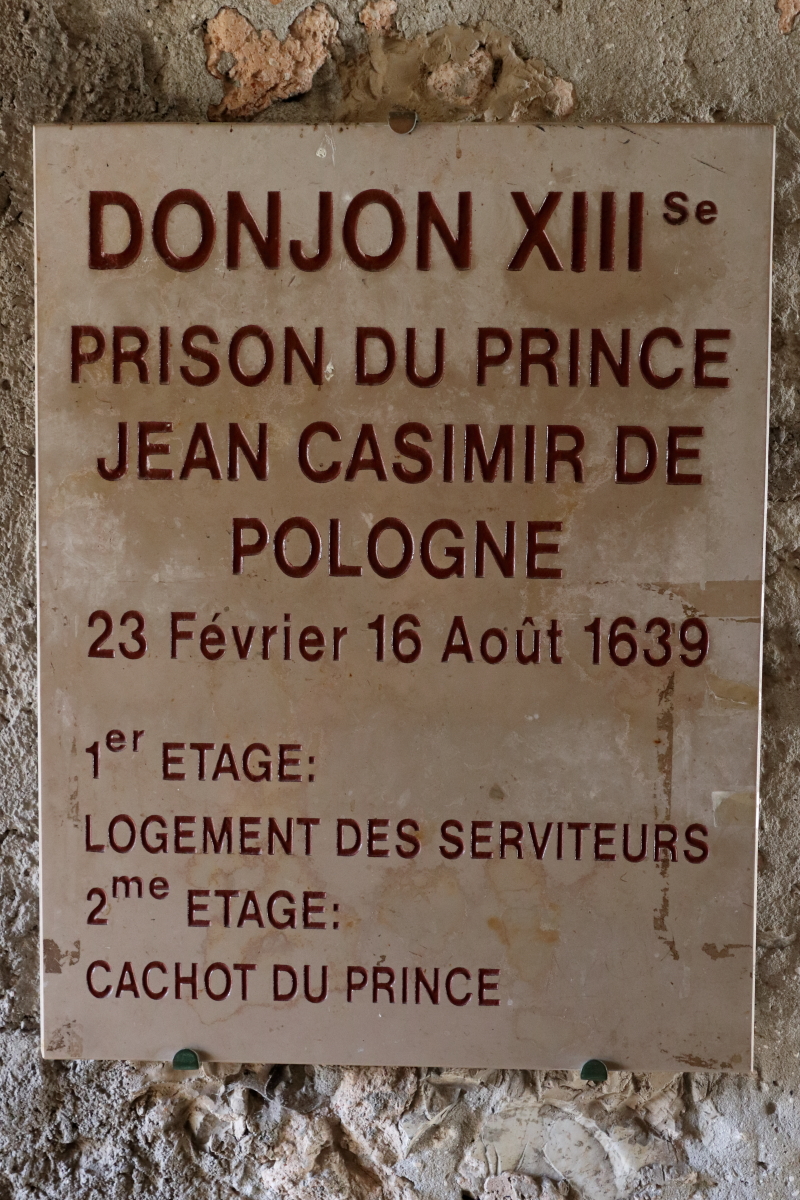 DONJON XIII Se
PRISON DU PRINCE
JEAN CASIMIR DE
POLOGNE
23 Février 16 Août 1639
1er ETAGE:
LOGEMENT DES SERVITEURS
2me ETAGE:
CACHOT DU PRINCE